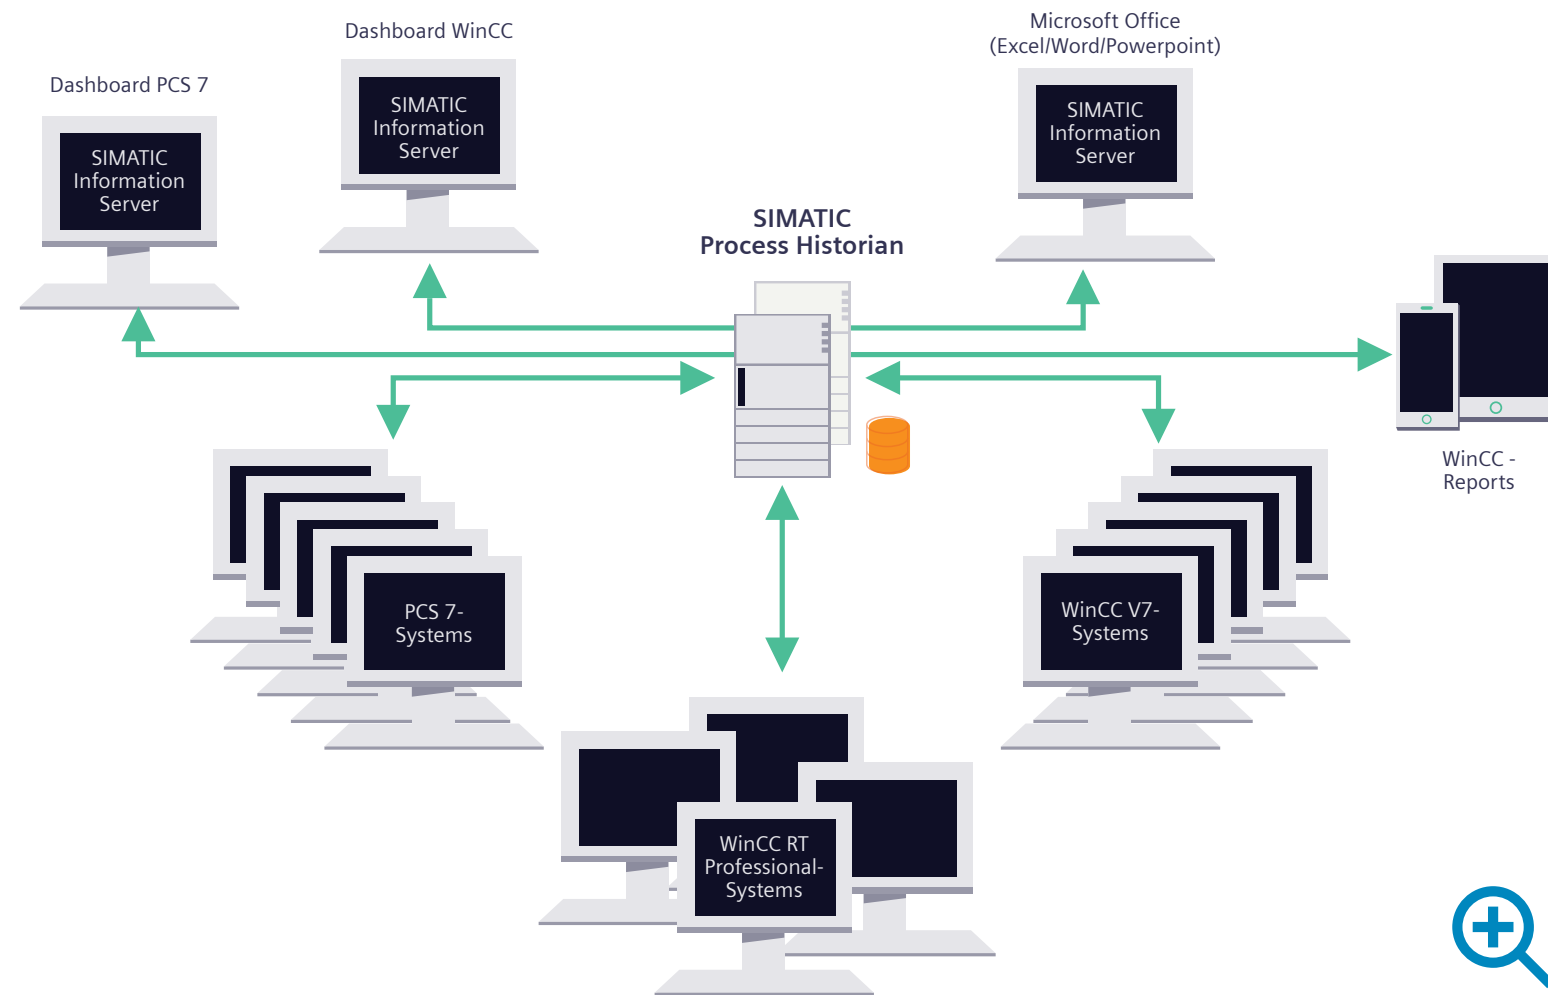 Dashboard WinCC
Microsoft Office
(Excel/Word/Powerpoint)
Dashboard PCS 7
SIMATIC
Information
Server
SIMATIC
Information
Server
SIMATIC
Information
Server
SIMATIC
Process Historian
WinCC -
Reports
PCS 7-
Systems
WinCC V7-
Systems
WinCC RT
Professional-
Systems